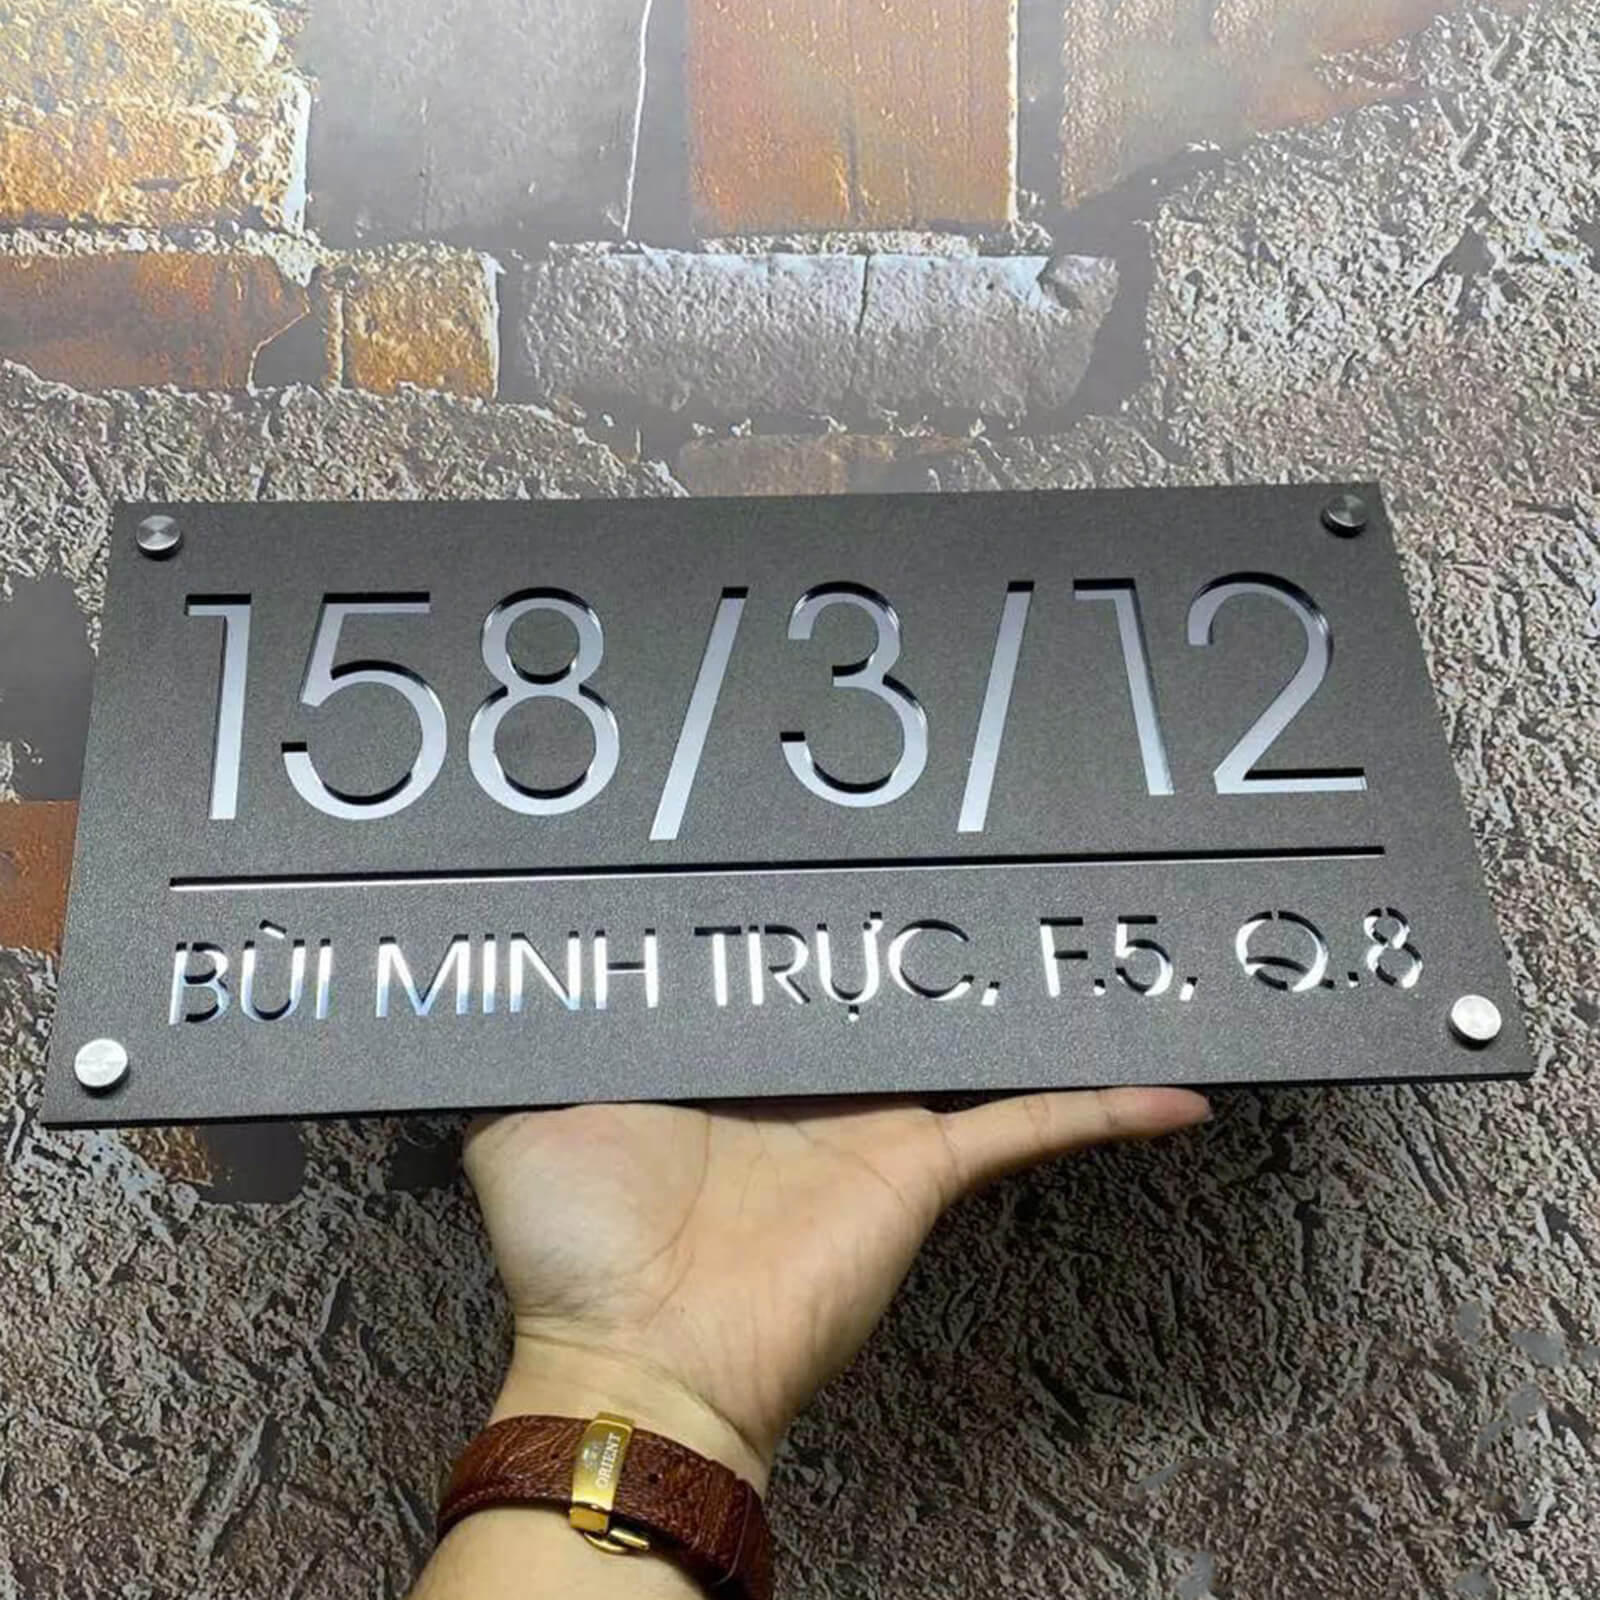 158/3/12
BÙI MINH TRỰC, F.5, Q.8
ORIENT